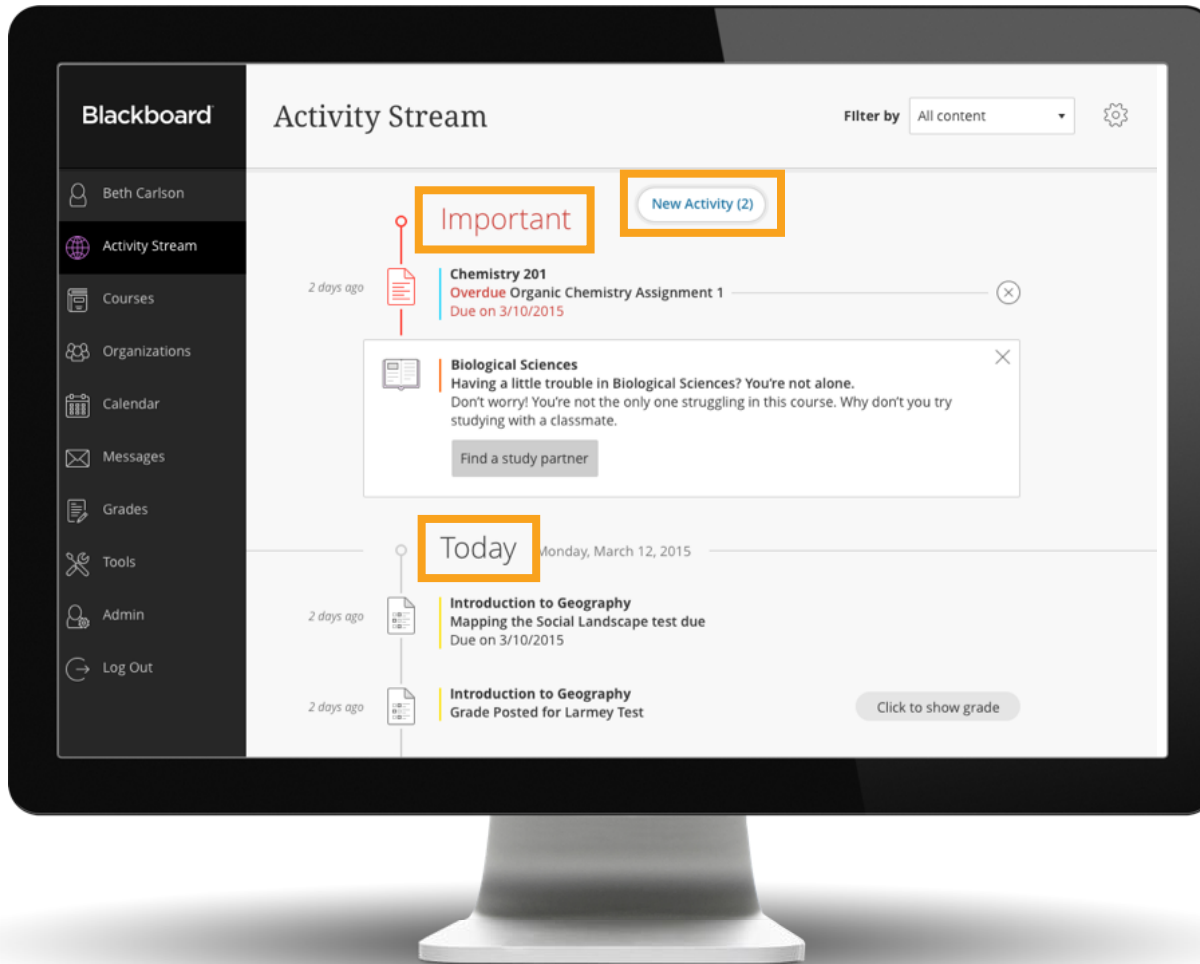 Blackboard
Activity Stream
FIlter by All content
Beth Carlson
Activity Stream
Courses
Organizations
Calendar
Messages
Grades
Tools
Admin
Log Out
Important
New Activity (2)
2 days ago
Chemistry 201
Overdue Organic Chemistry Assignment 1
Due on 3/10/2015
Biological Sciences
Having a little trouble in Biological Sciences? You're not alone.
Don't worry! You're not the only one struggling in this course. Why don't you try
studying with a classmate.
Find a study partner
Today Monday, March 12, 2015
2 days ago
Introduction to Geography
Mapping the Social Landscape test due
Due on 3/10/2015
2 days ago
Introduction to Geography
Grade Posted for Larmey Test
Click to show grade